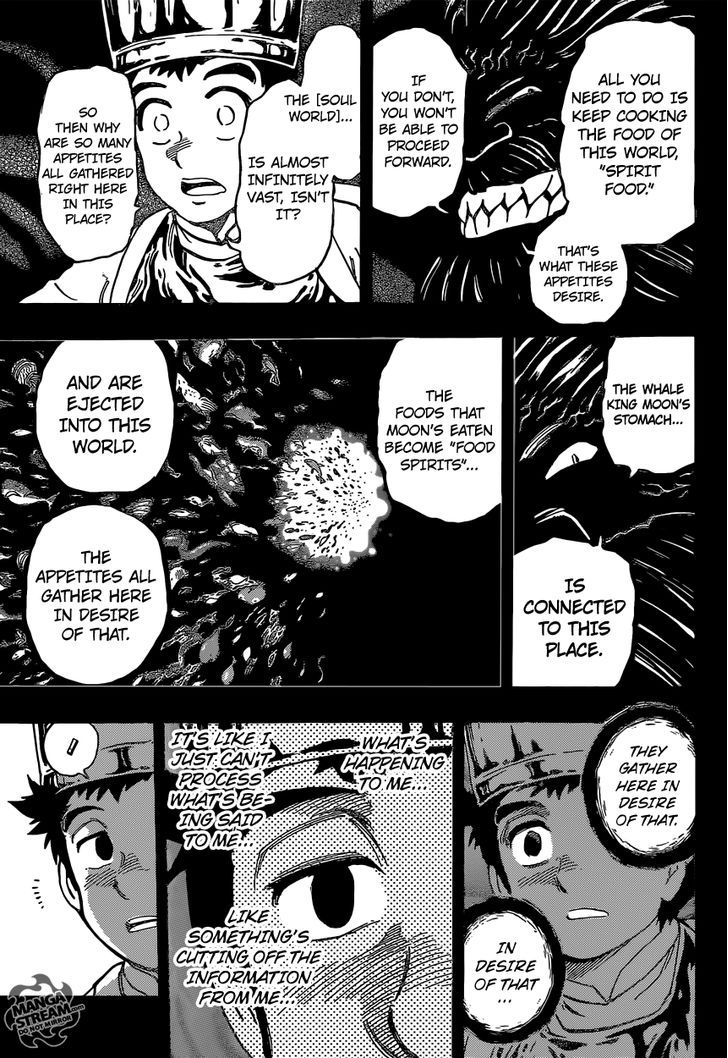 ALL YOU
NEED TO DO IS
KEEP COOKING
THE FOOD OF
THIS WORLD,
"SPIRIT
FOOD."
IF
YOU DON'T,
YOU WON'T
BE ABLE TO
PROCEED
FORWARD.
THAT'S
WHAT THESE
APPETITES
DESIRE.
THE [SOUL
WORLD]...
IS ALMOST
INFINITELY
VAST, ISN'T
IT?
SO
THEN WHY
ARE SO MANY
APPETITES
ALL GATHERED
RIGHT HERE
IN THIS
PLACE?
THE WHALE
KING MOON'S
STOMACH...
IS
CONNECTED
TO THIS
PLACE.
THE
FOODS THAT
MOON'S EATEN
BECOME "FOOD
SPIRITS"...
AND ARE
EJECTED
INTO THIS
WORLD.
THE
APPETITES ALL
GATHER HERE
IN DESIRE
OF THAT.
THEY
GATHER
HERE IN
DESIRE
OF THAT.
IN
DESIRE
OF THAT
...
WHAT'S
HAPPENING
TO ME...
IT'S LIKE I
JUST CAN'T
PROCESS
WHAT'S BE-
ING SAID
TO ME...
LIKE
SOMETHING'S
CUTTING OFF THE
INFORMATION
FROM ME...
!
MANGA
STREAM.com
DO NOT MIRROR